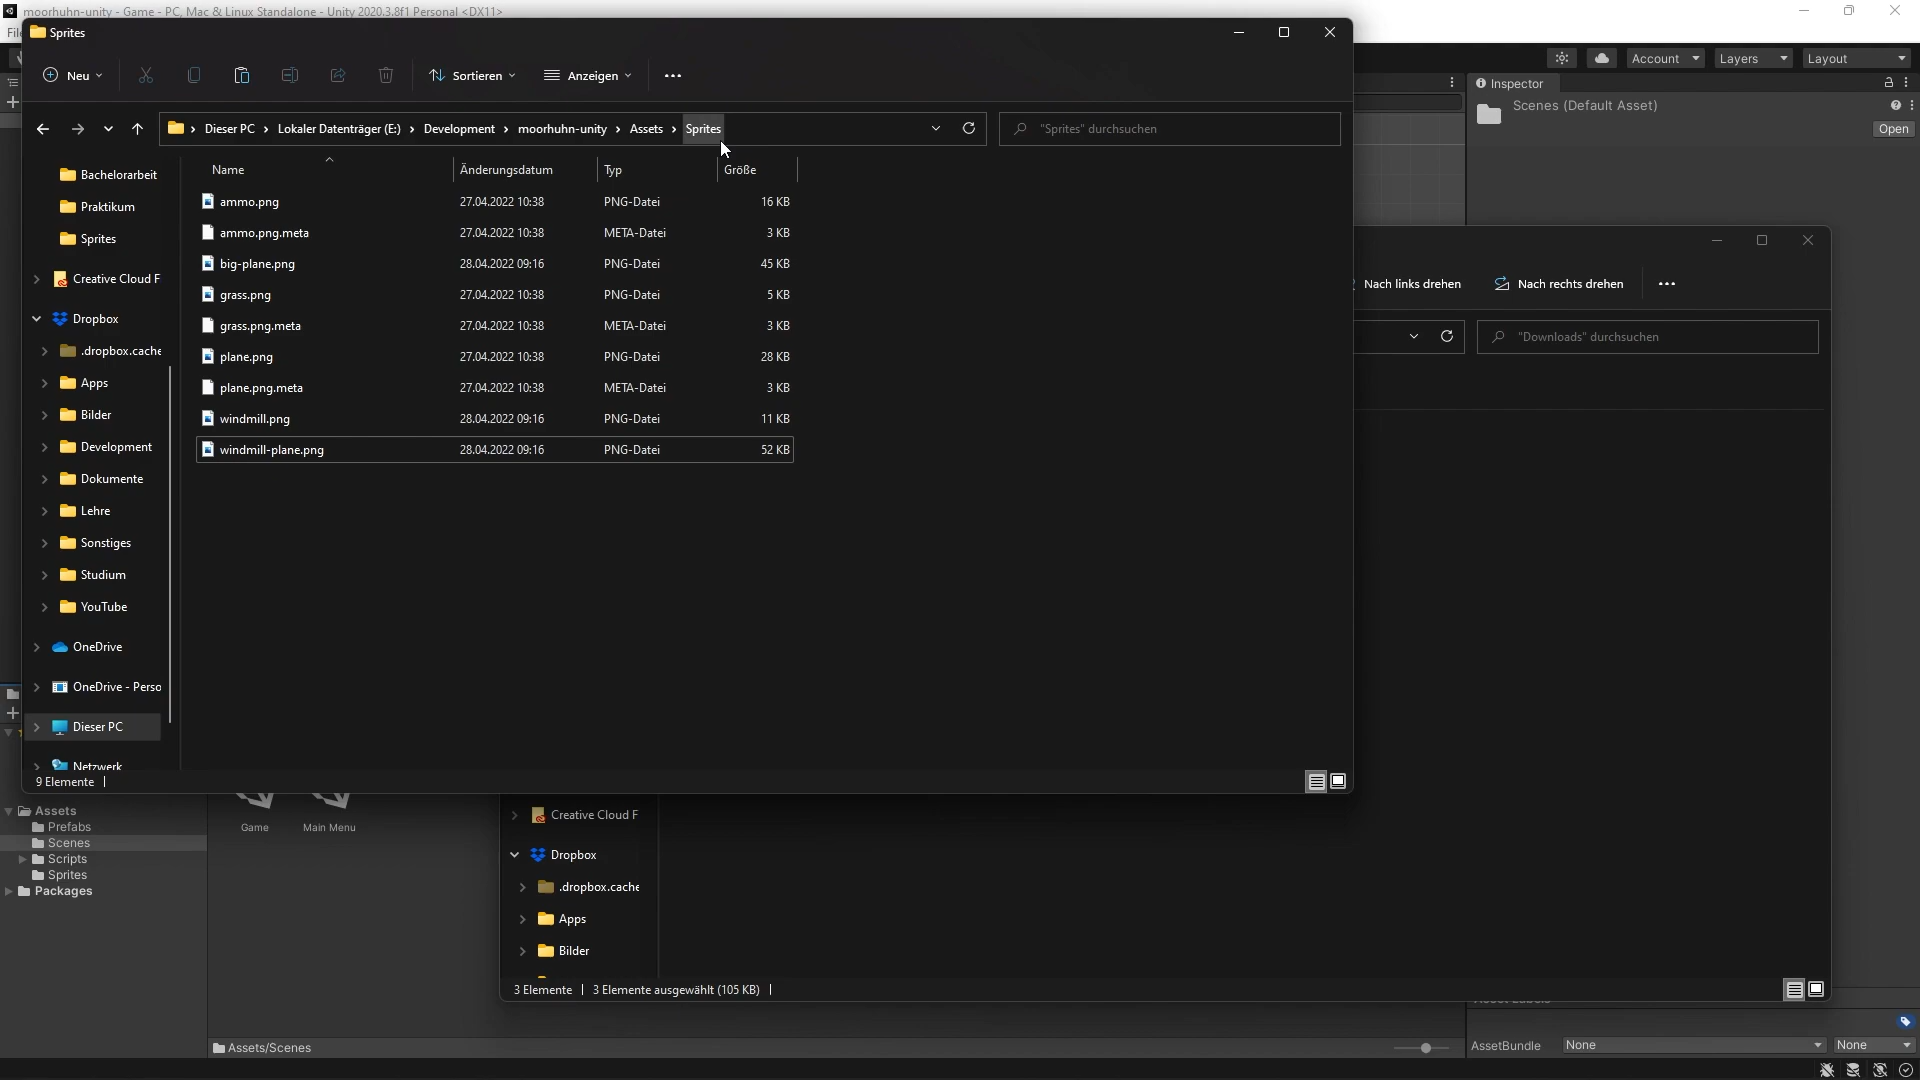 moorhuhn-unity - Game - PC, Mac & Linux Standalone - Unity 2020.3.8f1 Personal <DX11>
Sprites
Neu
Sortieren
Anzeigen
Account
Layers
Layout
Inspector
Scenes (Default Asset)
Open
Dieser PC
Lokaler Datenträger (E:)
Development
moorhuhn-unity
Assets
Sprites
"Sprites" durchsuchen
Name
Änderungsdatum
Typ
Größe
ammo.png 27.04.2022 10:38 PNG-Datei 16 KB
ammo.png.meta 27.04.2022 10:38 META-Datei 3 KB
big-plane.png 28.04.2022 09:16 PNG-Datei 45 KB
grass.png 27.04.2022 10:38 PNG-Datei 5 KB
grass.png.meta 27.04.2022 10:38 META-Datei 3 KB
plane.png 27.04.2022 10:38 PNG-Datei 28 KB
plane.png.meta 27.04.2022 10:38 META-Datei 3 KB
windmill.png 28.04.2022 09:16 PNG-Datei 11 KB
windmill-plane.png 28.04.2022 09:16 PNG-Datei 52 KB
Bachelorarbeit
Praktikum
Sprites
Creative Cloud F
Dropbox
.dropbox.cache
Apps
Bilder
Development
Dokumente
Lehre
Sonstiges
Studium
YouTube
OneDrive
OneDrive - Perso
Dieser PC
Netzwerk
9 Elemente
Nach links drehen
Nach rechts drehen
"Downloads" durchsuchen
Assets
Prefabs
Scenes
Scripts
Sprites
Packages
Game
Main Menu
Creative Cloud F
Dropbox
.dropbox.cache
Apps
Bilder
3 Elemente
3 Elemente ausgewählt (105 KB)
Assets/Scenes
AssetBundle
None
None